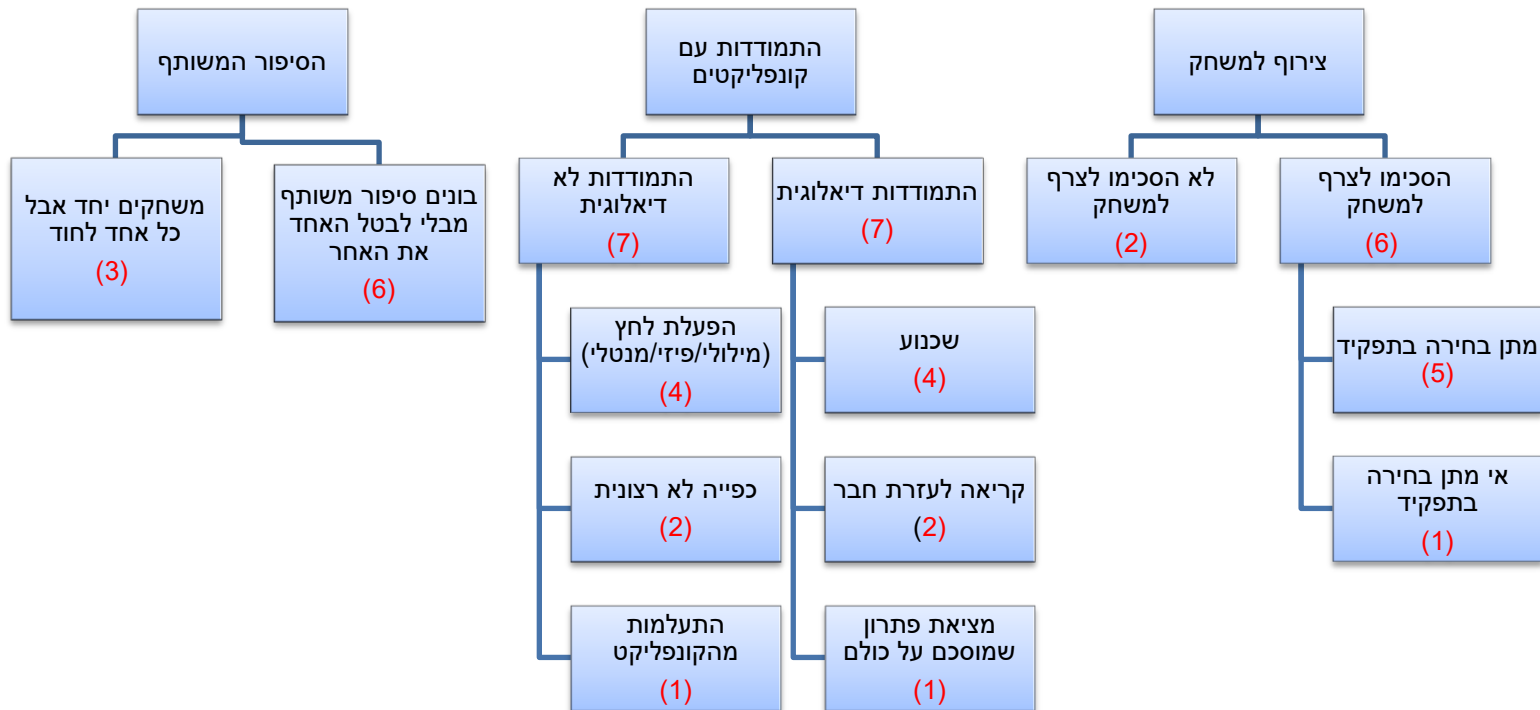 צירוף למשחק
הסכימו לצרף
למשחק
(6)
מתן בחירה בתפקיד
(5)
אי מתן בחירה
בתפקיד
(1)
לא הסכימו לצרף
למשחק
(2)
התמודדות עם
קונפליקטים
התמודדות דיאלוגית
(7)
שכנוע
(4)
קריאה לעזרת חבר
(2)
מציאת פתרון
שמוסכם על כולם
(1)
התמודדות לא
דיאלוגית
(7)
הפעלת לחץ
(מילולי/פיזי/מנטלי)
(4)
כפייה לא רצונית
(2)
התעלמות
מהקונפליקט
(1)
הסיפור המשותף
בונים סיפור משותף
מבלי לבטל האחד
את האחר
(6)
משחקים יחד אבל
כל אחד לחוד
(3)